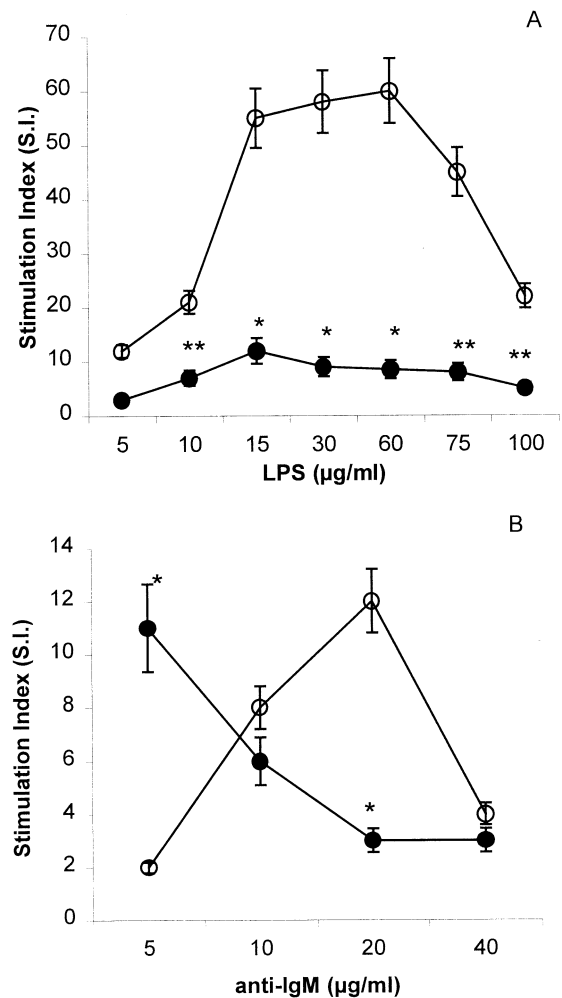 A
70
60
50
40
30
20
10
0
Stimulation Index (S.I.)
** * * * ** **
5 10 15 30 60 75 100
LPS (µg/ml)
B
14
12
10
8
6
4
2
0
Stimulation Index (S.I.)
*
*
5 10 20 40
anti-IgM (µg/ml)